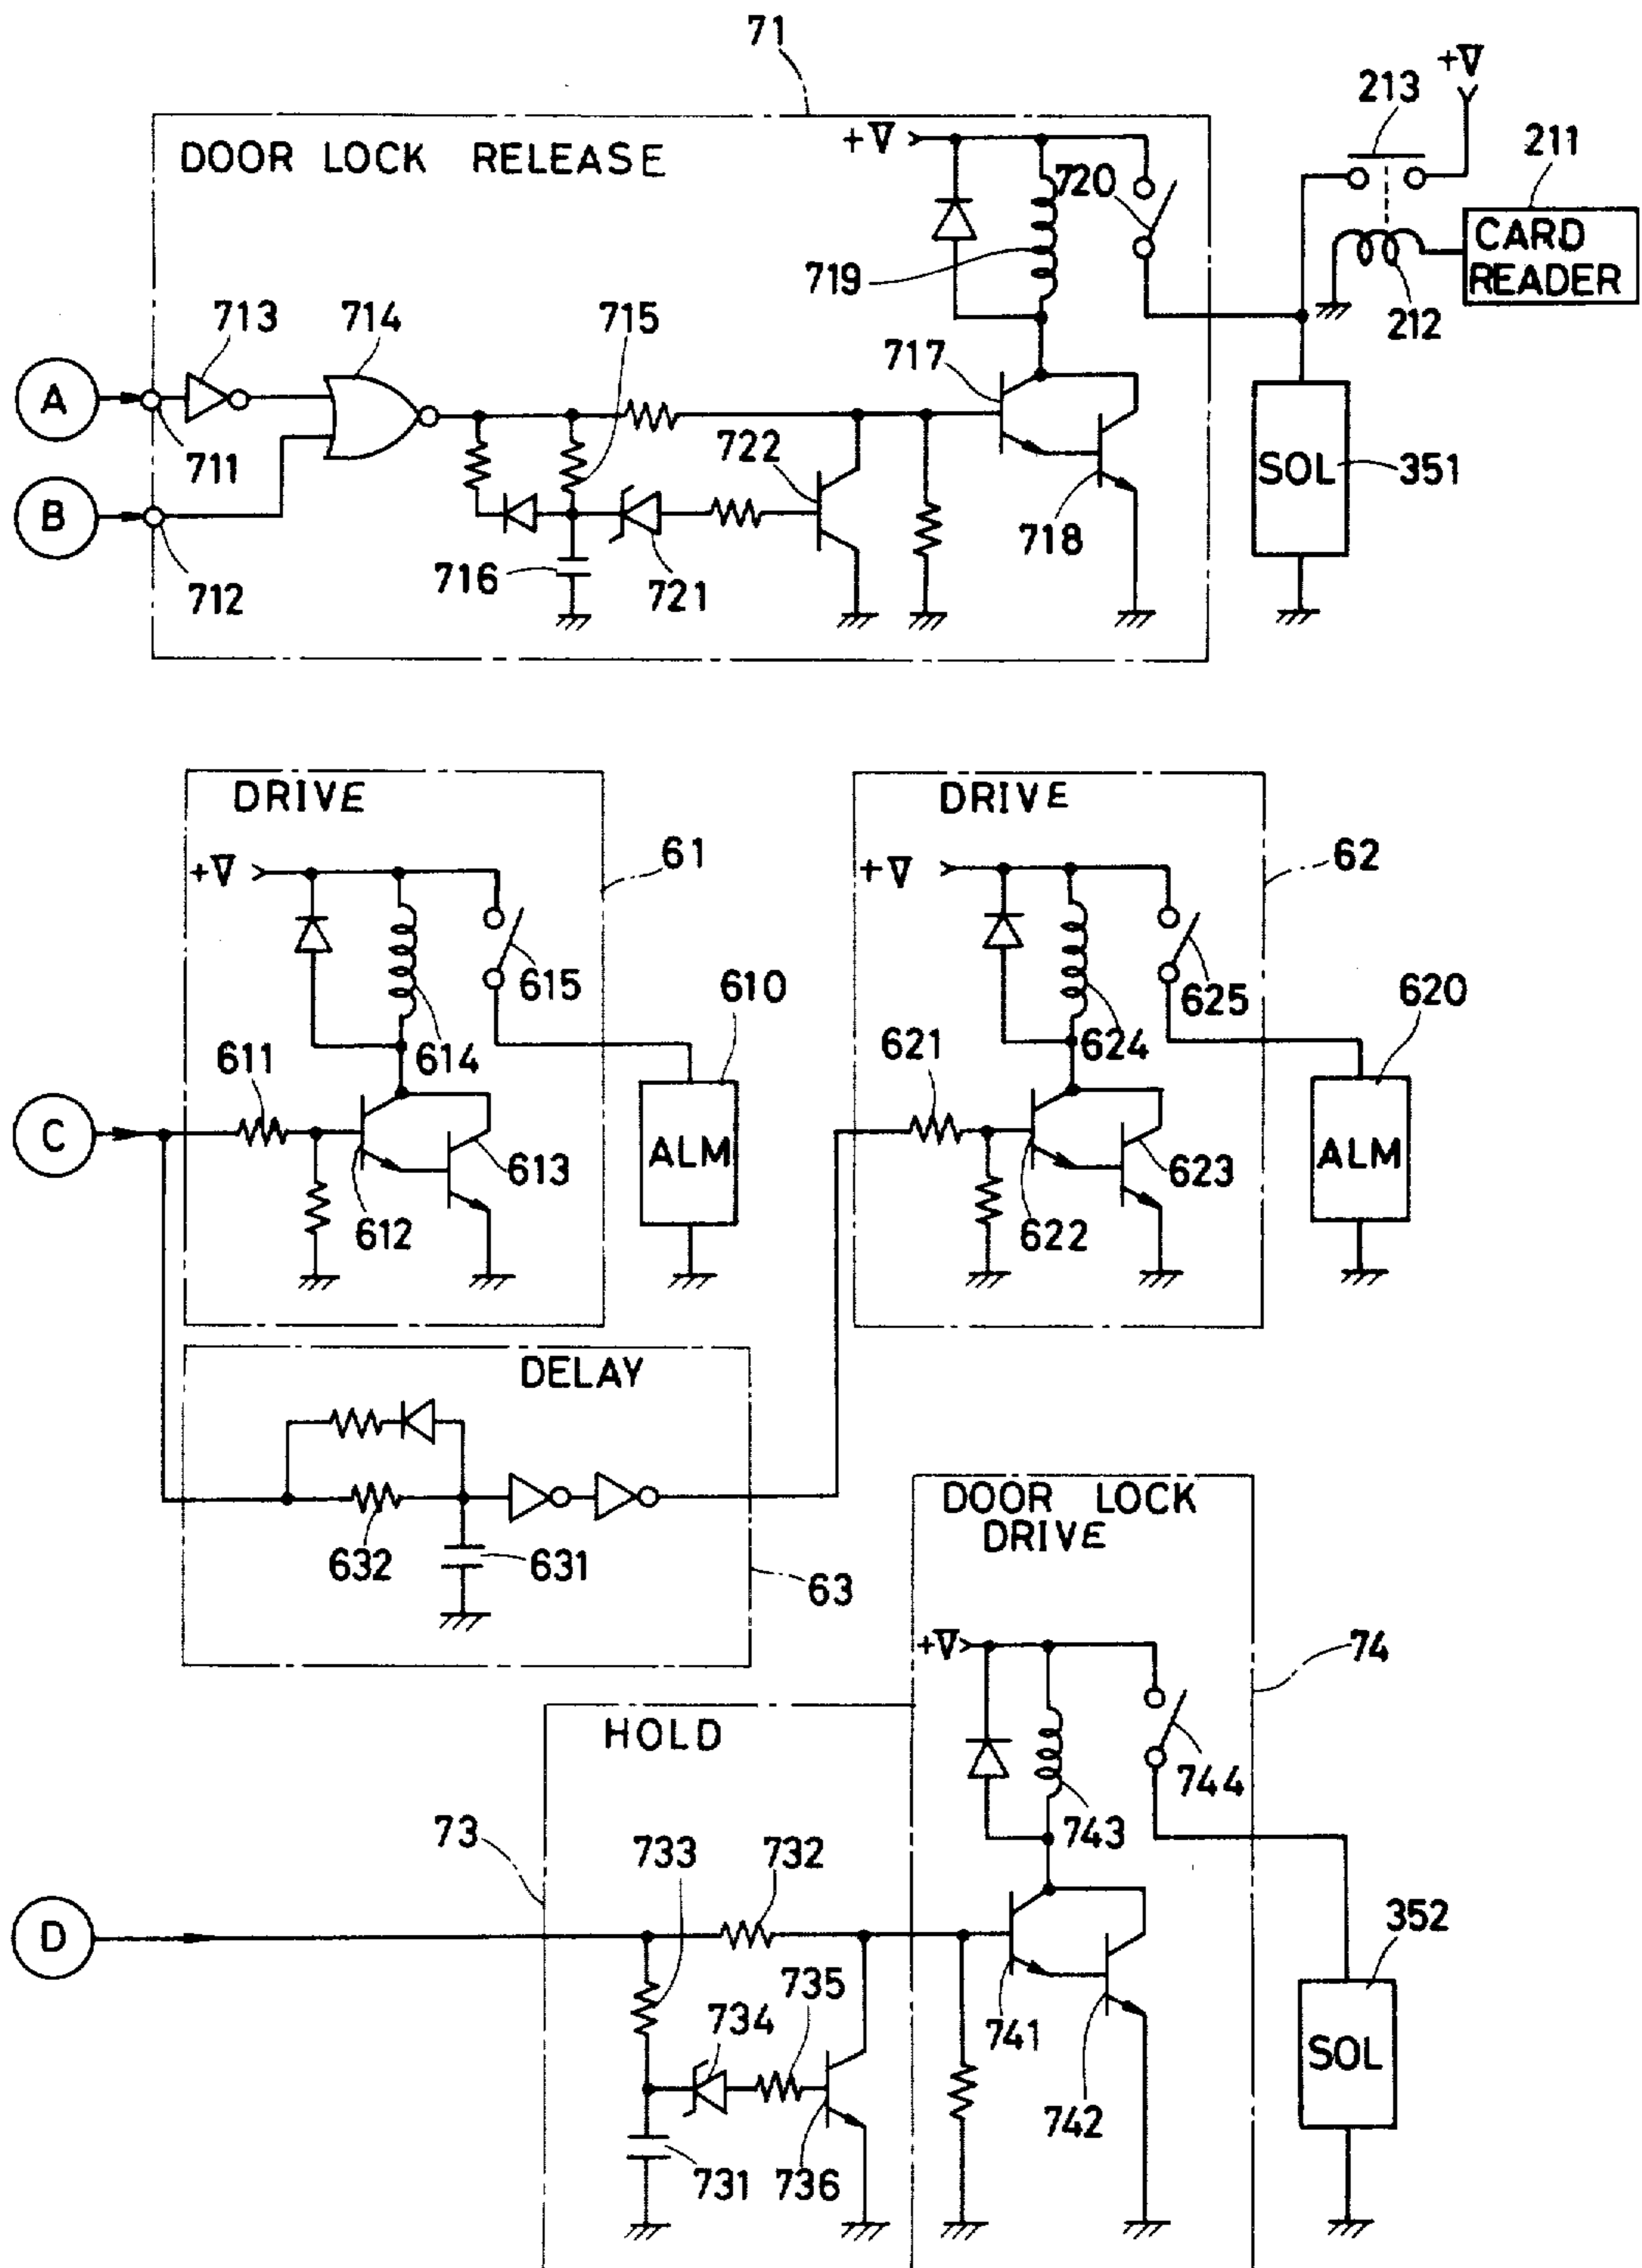 71
+V
213
211
DOOR LOCK RELEASE
+V
720
CARD
READER
719
212
713
714
715
717
A
711
722
SOL
351
B
718
712
716
721
DRIVE
DRIVE
+V
61
+V
62
615
610
625
620
611
614
621
624
C
ALM
613
ALM
623
612
622
DELAY
DOOR LOCK
DRIVE
632
631
63
+V
74
HOLD
744
73
733
732
743
D
352
734
735
741
SOL
742
731
736